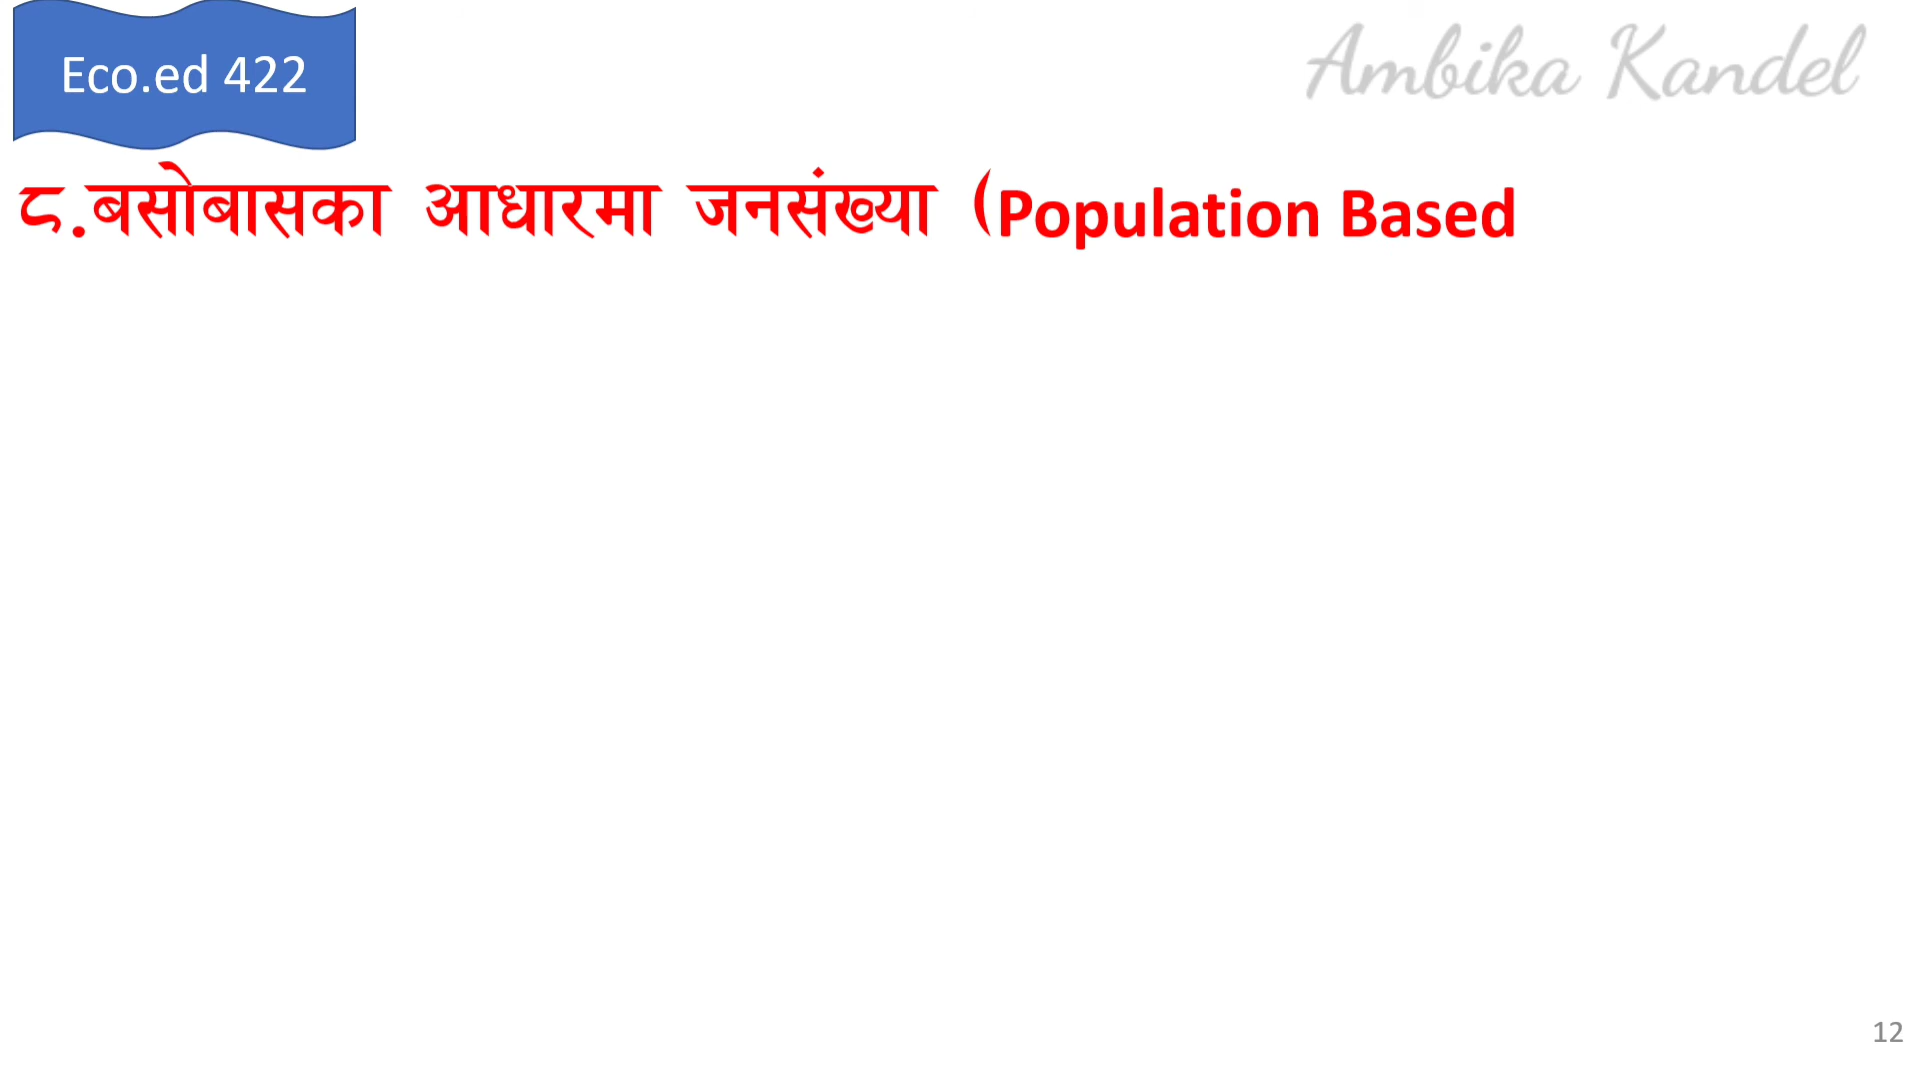 Eco.ed 422
Ambika Kandel
८.बसोबासका आधारमा जनसंख्या (Population Based
12